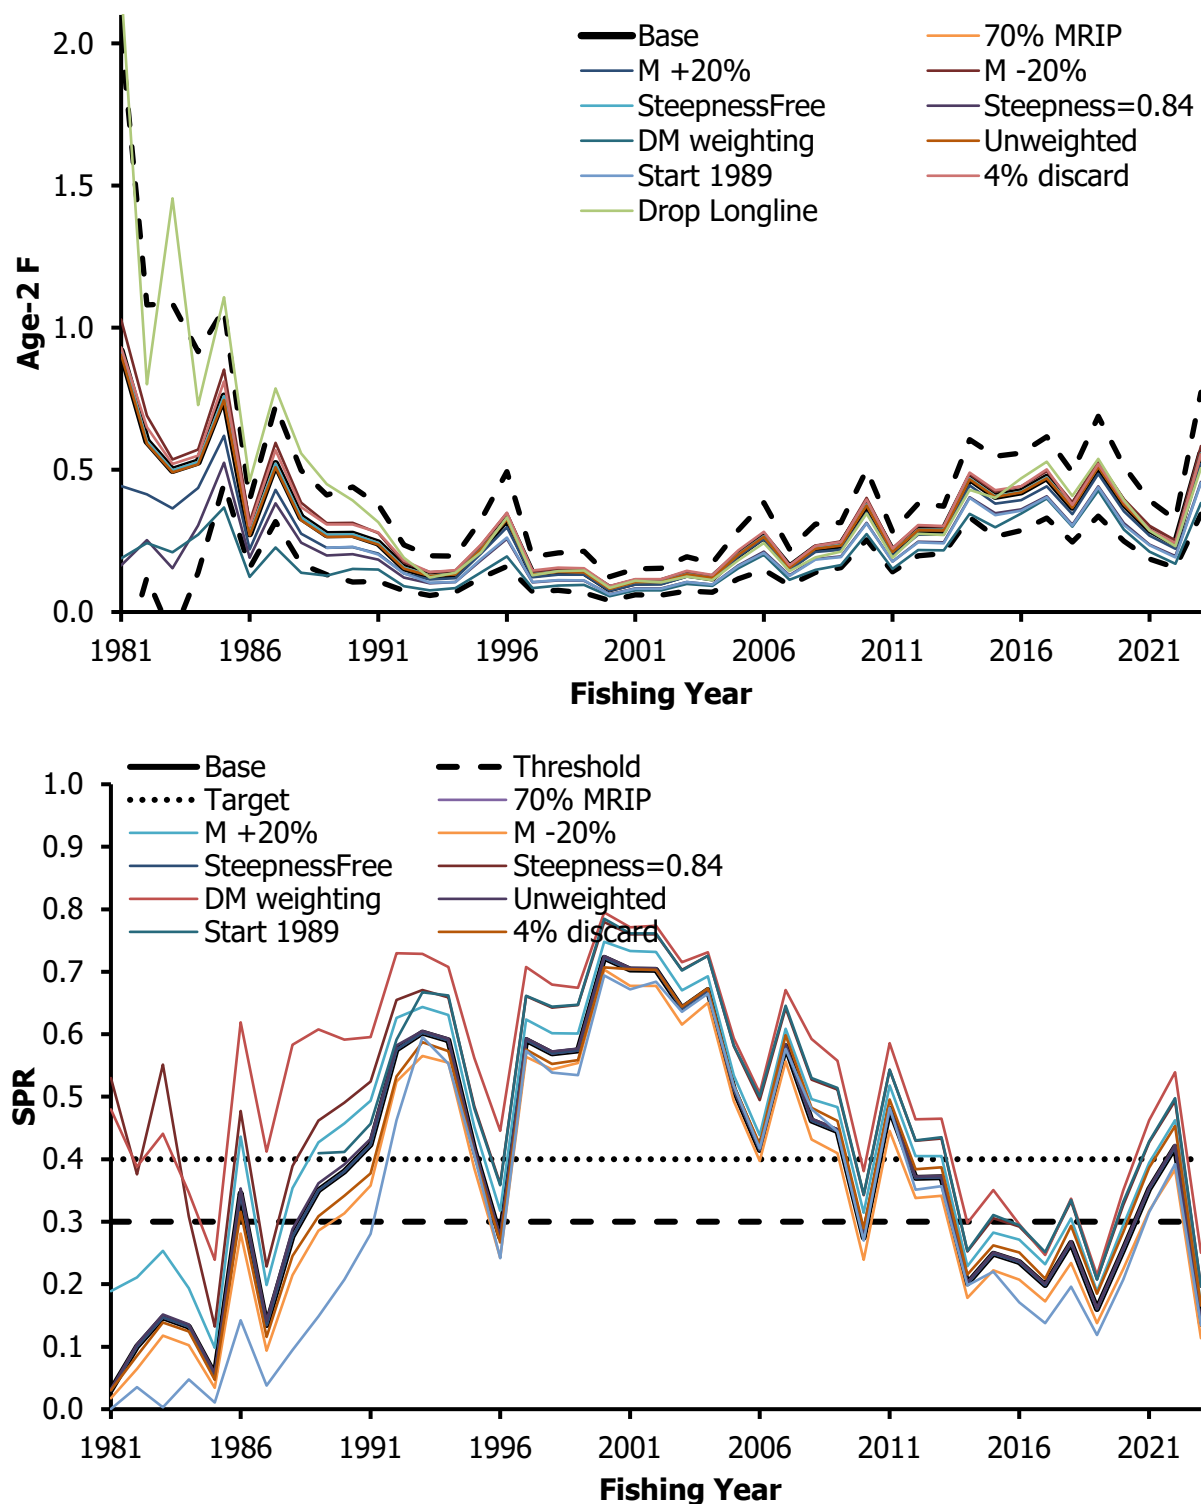 2.0
1.5
1.0
0.5
0.0
Age-2 F
Base
70% MRIP
M +20%
M -20%
SteepnessFree
Steepness=0.84
DM weighting
Unweighted
Start 1989
4% discard
Drop Longline
1981 1986 1991 1996 2001 2006 2011 2016 2021
Fishing Year
1.0
0.9
0.8
0.7
0.6
0.5
0.4
0.3
0.2
0.1
0.0
SPR
Base
Threshold
Target
70% MRIP
M +20%
M -20%
SteepnessFree
Steepness=0.84
DM weighting
Unweighted
Start 1989
4% discard
1981 1986 1991 1996 2001 2006 2011 2016 2021
Fishing Year